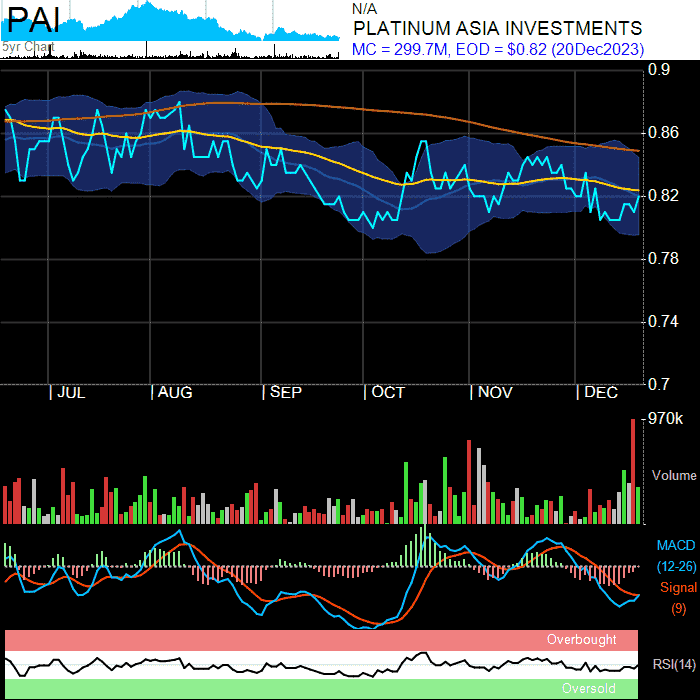 PAI
5yr Chart
N/A
PLATINUM ASIA INVESTMENTS
MC = 299.7M, EOD = $0.82 (20Dec2023)
0.9
0.86
0.82
0.78
0.74
0.7
JUL AUG SEP OCT NOV DEC
970k
Volume
MACD
(12-26)
Signal
(9)
Overbought
RSI(14)
Oversold